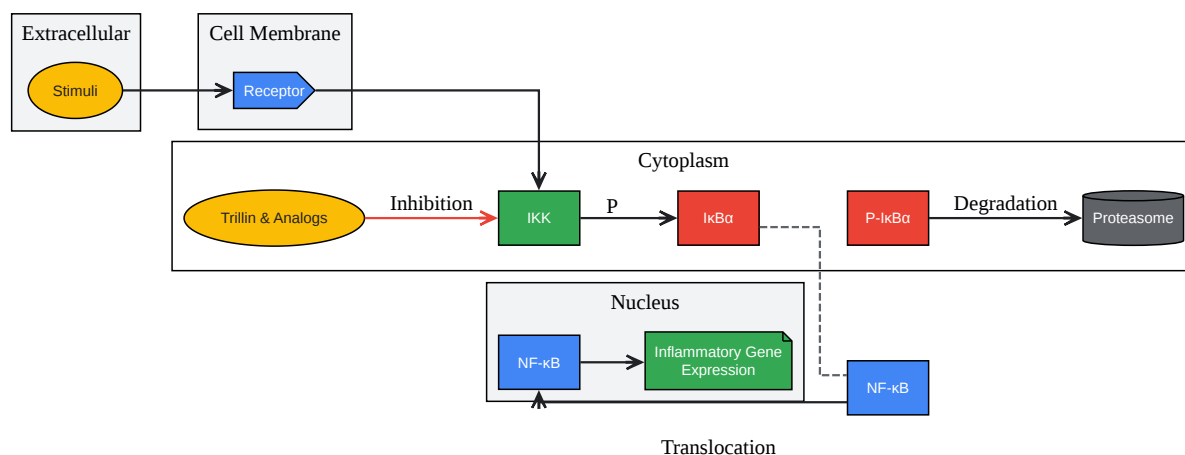 Extracellular
Cell Membrane
Stimuli
Receptor
Cytoplasm
Trillin & Analogs
Inhibition
IKK
P
IκBα
P-IκBα
Degradation
Proteasome
Nucleus
NF-κB
Inflammatory Gene
Expression
NF-κB
Translocation